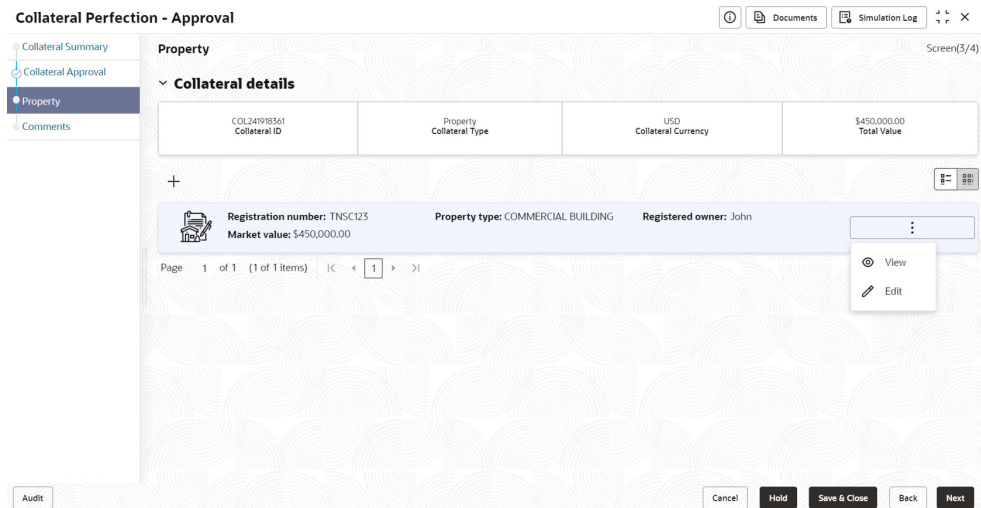 Collateral Perfection - Approval
Documents
Simulation Log
Collateral Summary
Collateral Approval
Property
Comments
Property
Screen(3/4)
Collateral details
COL241918361
Collateral ID
Property
Collateral Type
USD
Collateral Currency
$450,000.00
Total Value
Registration number: TNSC123
Property type: COMMERCIAL BUILDING
Registered owner: John
Market value: $450,000.00
View
Edit
Page 1 of 1 (1 of 1 items) 1
Audit
Cancel
Hold
Save & Close
Back
Next